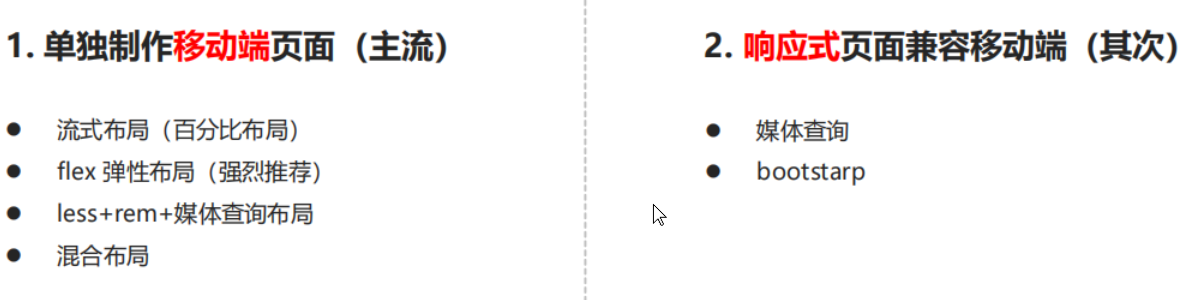 1. 单独制作移动端页面（主流）
● 流式布局（百分比布局）
● flex 弹性布局（强烈推荐）
● less+rem+媒体查询布局
● 混合布局
2. 响应式页面兼容移动端（其次）
● 媒体查询
● bootstarp